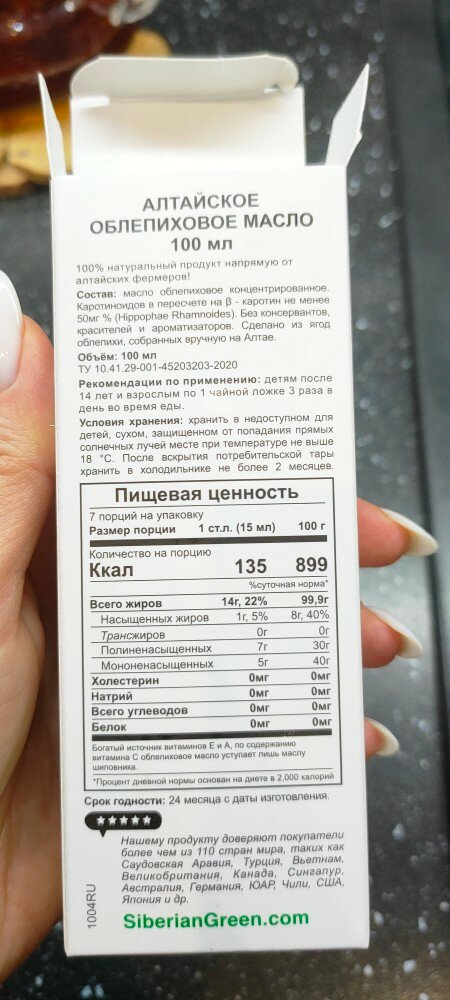 АЛТАЙСКОЕ
ОБЛЕПИХОВОЕ МАСЛО
100 мл
100% натуральный продукт напрямую от
алтайских фермеров!
Состав: масло облепиховое концентрированное.
Каротиноидов в пересчете на β - каротин не менее
50мг % (Hippophae Rhamnoides). Без консервантов,
красителей и ароматизаторов. Сделано из ягод
облепихи, собранных вручную на Алтае.
Объём: 100 мл
ТУ 10.41.29-001-45203203-2020
Рекомендации по применению: детям после
14 лет и взрослым по 1 чайной ложке 3 раза в
день во время еды.
Условия хранения: хранить в недоступном для
детей, сухом, защищенном от попадания прямых
солнечных лучей месте при температуре не выше
18 °C. После вскрытия потребительской тары
хранить в холодильнике не более 2 месяцев.
Пищевая ценность
7 порций на упаковку
Размер порции 1 ст.л. (15 мл) 100 г
Количество на порцию
Ккал 135 899
%суточная норма*
Всего жиров 14г, 22% 99,9г
Насыщенных жиров 1г, 5% 8г, 40%
Трансжиров 0г 0г
Полиненасыщенных 7г 30г
Мононенасыщенных 5г 40г
Холестерин 0мг 0мг
Натрий 0мг 0мг
Всего углеводов 0мг 0мг
Белок 0мг 0мг
Богатый источник витаминов Е и А, по содержанию
витамина С облепиховое масло уступает лишь маслу
шиповника.
*Процент дневной нормы основан на диете в 2,000 калорий
Срок годности: 24 месяца с даты изготовления.
Нашему продукту доверяют покупатели
более чем из 110 стран мира, таких как
Саудовская Аравия, Турция, Вьетнам,
Великобритания, Канада, Сингапур,
Австралия, Германия, ЮАР, Чили, США,
Япония и др.
1004RU
SiberianGreen.com